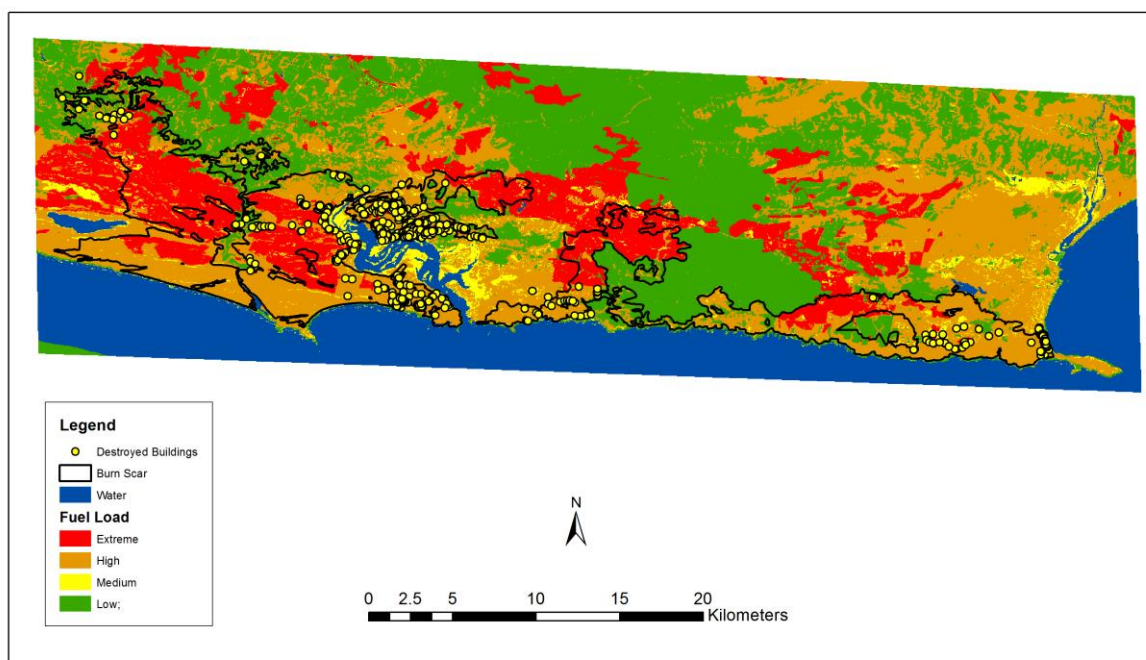 Legend
Destroyed Buildings
Burn Scar
Water
Fuel Load
Extreme
High
Medium
Low;
N
0 2.5 5 10 15 20
Kilometers